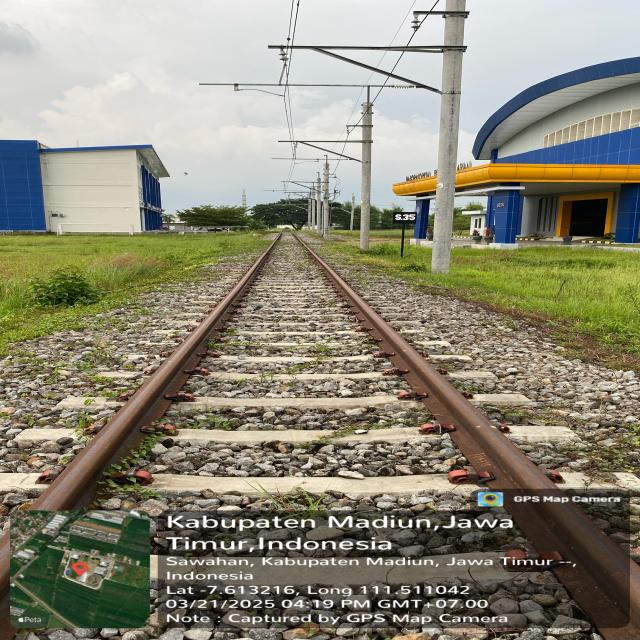 S.35
GPS Map Camera
Kabupaten Madiun,Jawa
Timur,Indonesia
Sawahan, Kabupaten Madiun, Jawa Timur --,
Indonesia
Lat -7.613216, Long 111.511042
03/21/2025 04:19 PM GMT+07:00
Note : Captured by GPS Map Camera
Peta